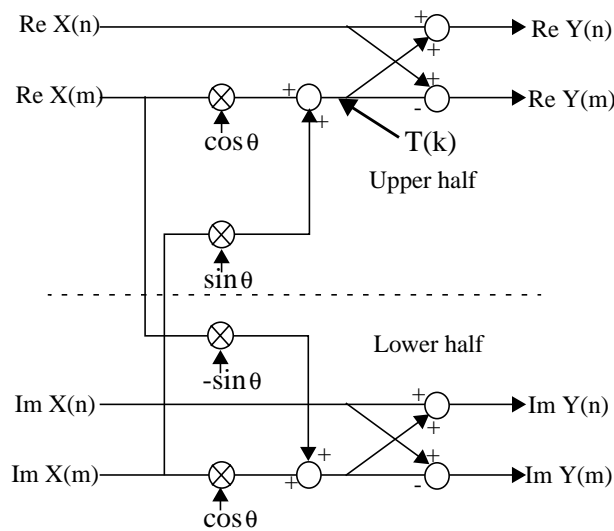 Re X(n)
Re Y(n)
+
+
Re X(m)
+
+
+
-
Re Y(m)
cosθ
T(k)
Upper half
sinθ
Lower half
-sinθ
Im X(n)
+
+
Im Y(n)
Im X(m)
+
+
+
-
Im Y(m)
cosθ